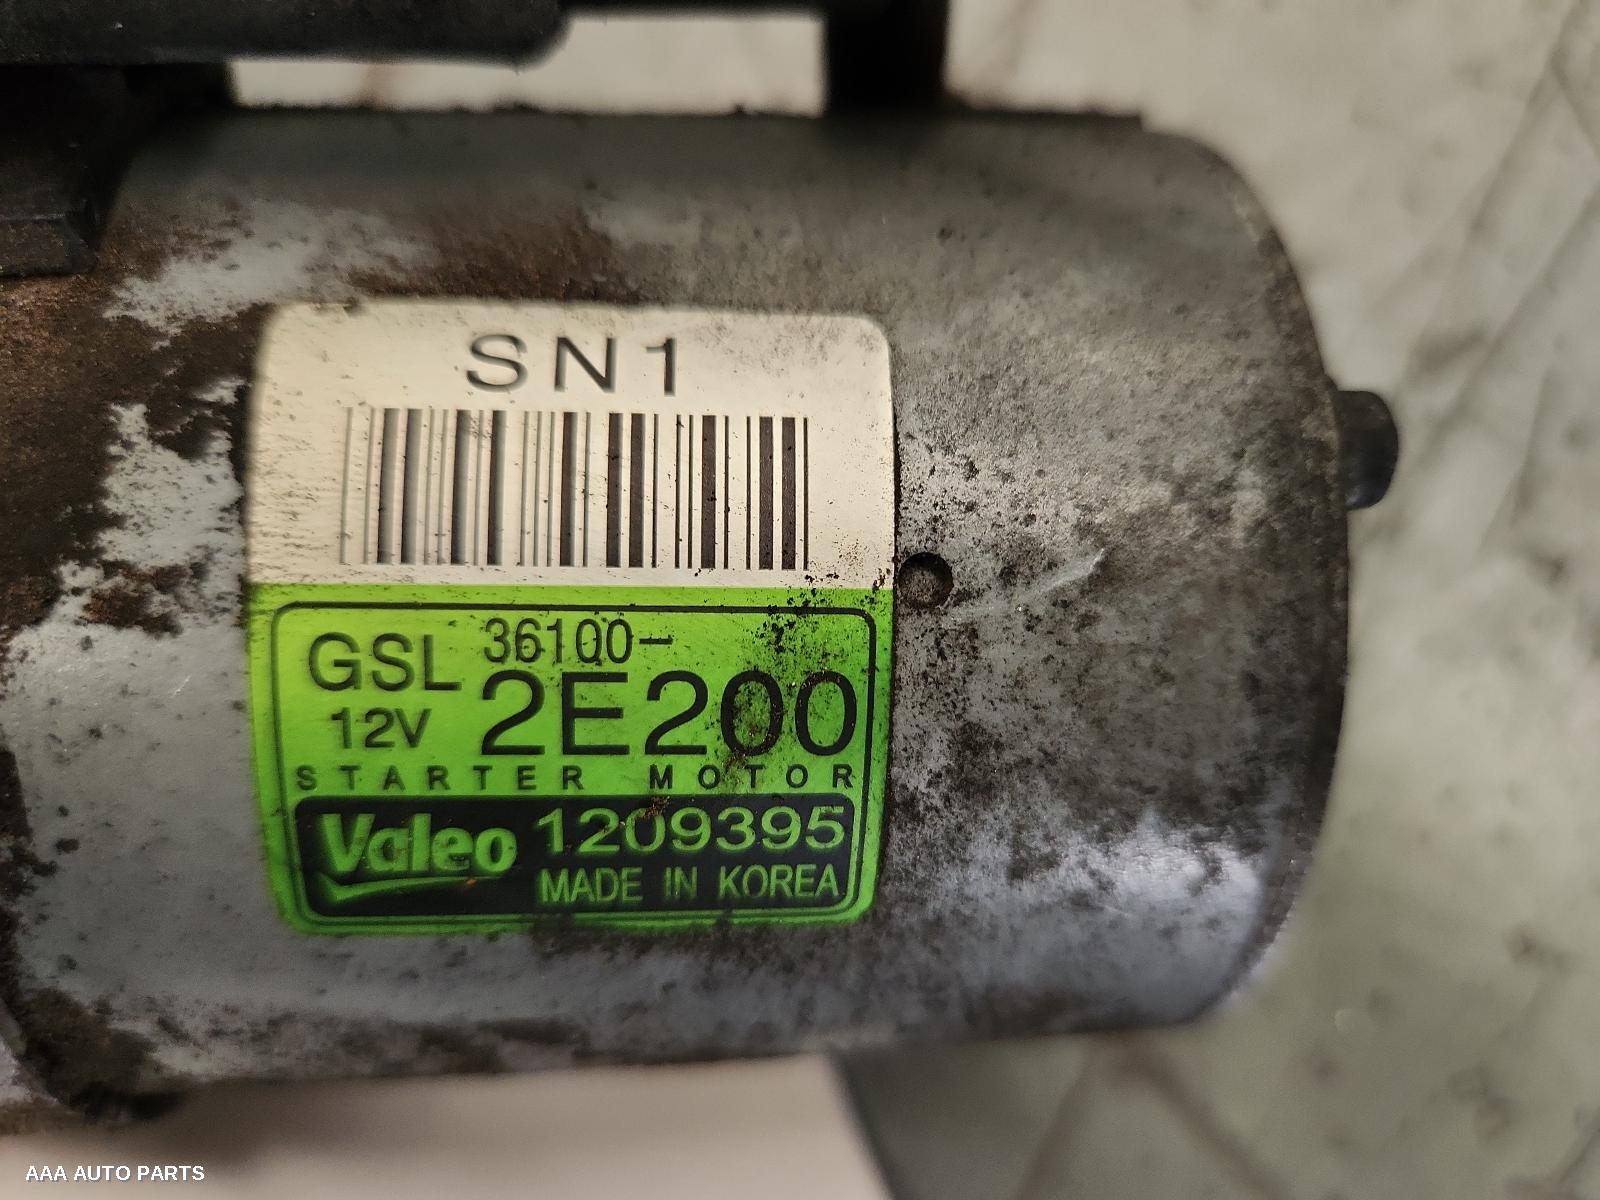 SN1
GSL 36100-
12V 2E200
STARTER MOTOR
Valeo 1209395
MADE IN KOREA
AAA AUTO PARTS